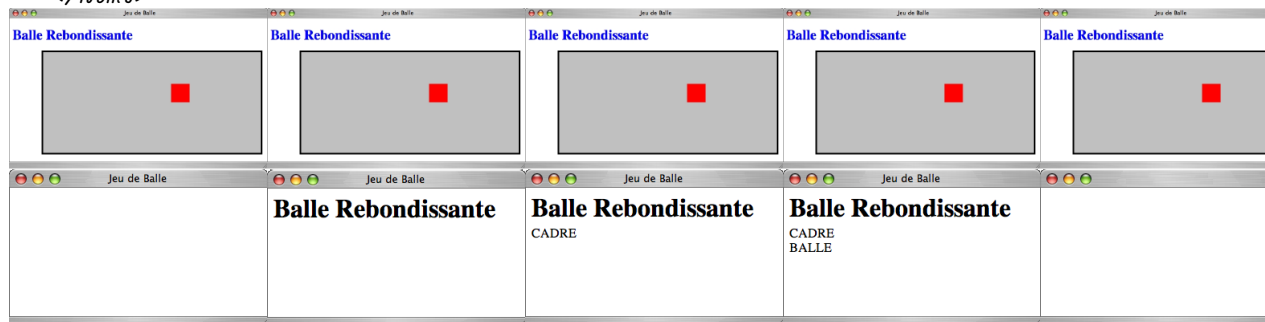 Jeu de Balle Jeu de Balle Jeu de Balle Jeu de Balle Jeu de Balle
Balle Rebondissante Balle Rebondissante Balle Rebondissante Balle Rebondissante Balle Rebondissante
Jeu de Balle Jeu de Balle Jeu de Balle Jeu de Balle
Balle Rebondissante Balle Rebondissante Balle Rebondissante
CADRE CADRE
BALLE